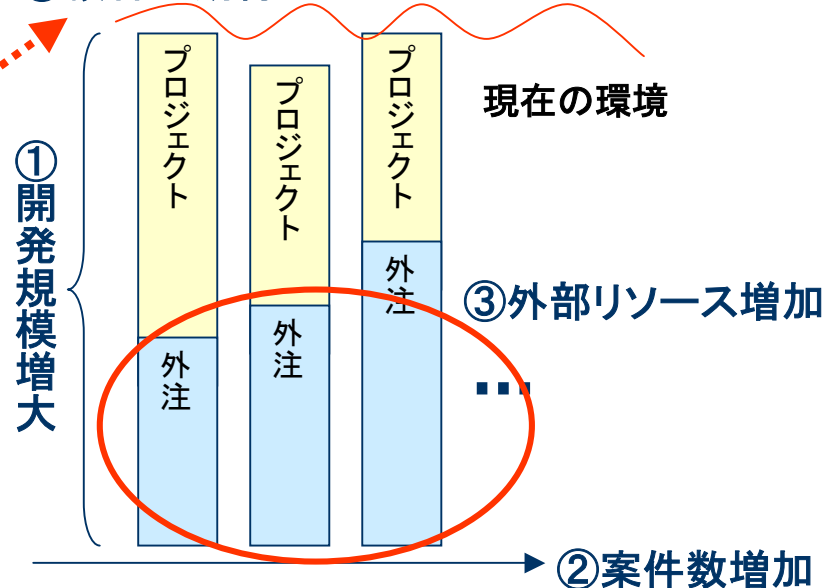 プロジェクト
プロジェクト
プロジェクト
現在の環境
①開発規模増大
外注
外注
外注
③外部リソース増加
…
②案件数増加